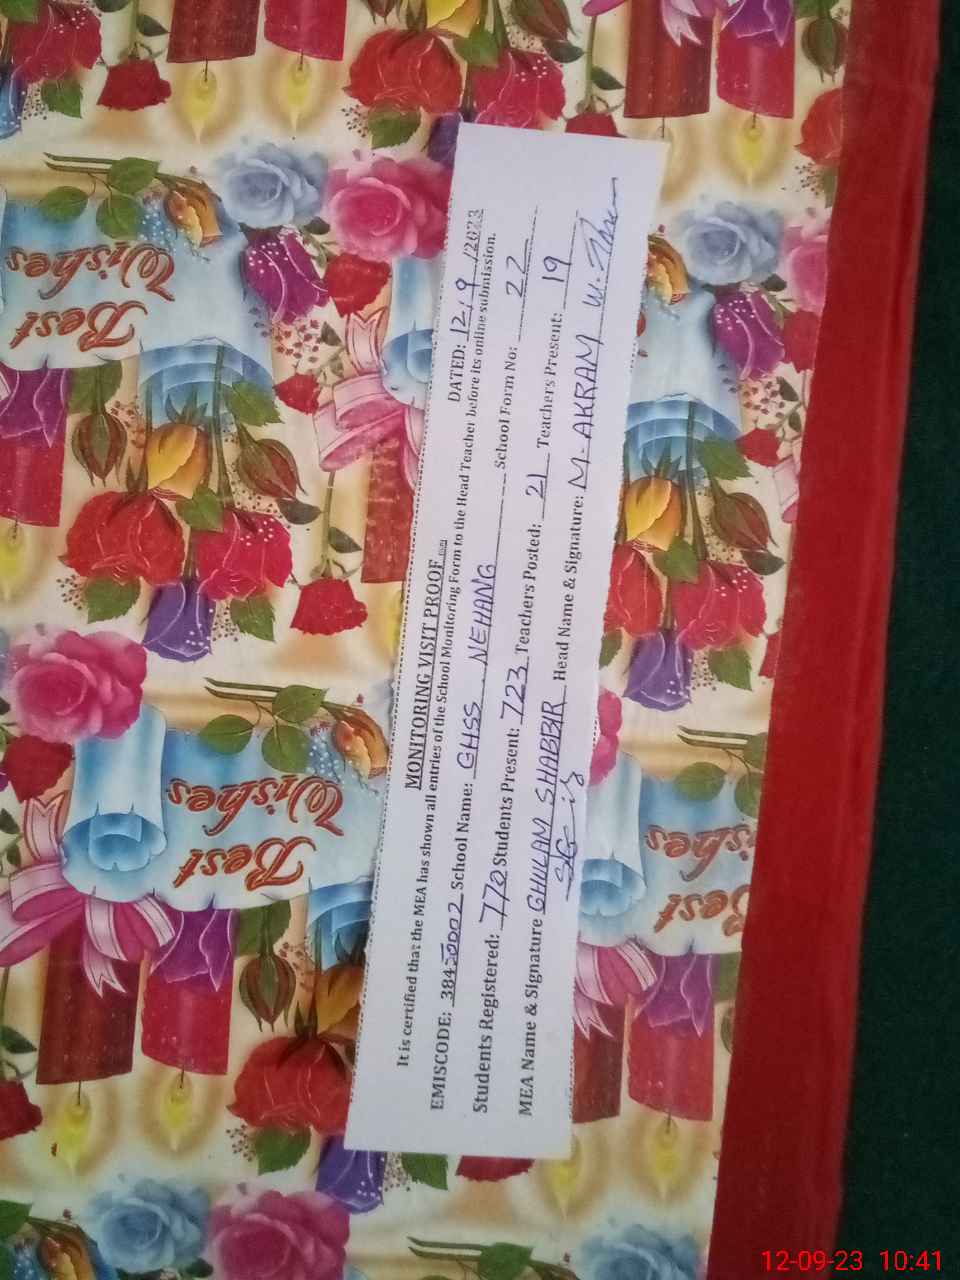 MONITORING VISIT PROOF
DATED: 12/9/2023
It is certified that the MEA has shown all entries of the School Monitoring Form to the Head Teacher before its online submission.
EMISCODE: 38450002 School Name: GHSS NEHANG School Form No: 22
Students Registered: 770 Students Present: 723 Teachers Posted: 21 Teachers Present: 19
MEA Name & Signature GHULAM SHABBIR Head Name & Signature: M. AKRAM
Best
Wishes
Best
Wishes
Best
12-09-23 10:41